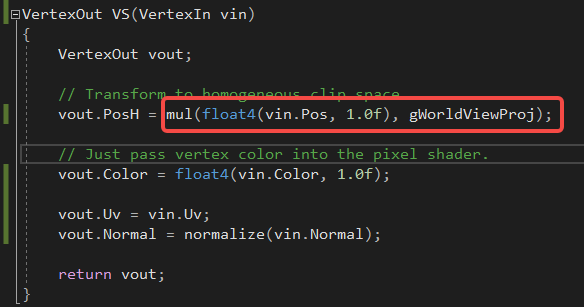 VertexOut VS(VertexIn vin)
{
VertexOut vout;
// Transform to homogeneous clip space.
vout.PosH = mul(float4(vin.Pos, 1.0f), gWorldViewProj);
// Just pass vertex color into the pixel shader.
vout.Color = float4(vin.Color, 1.0f);
vout.Uv = vin.Uv;
vout.Normal = normalize(vin.Normal);
return vout;
}